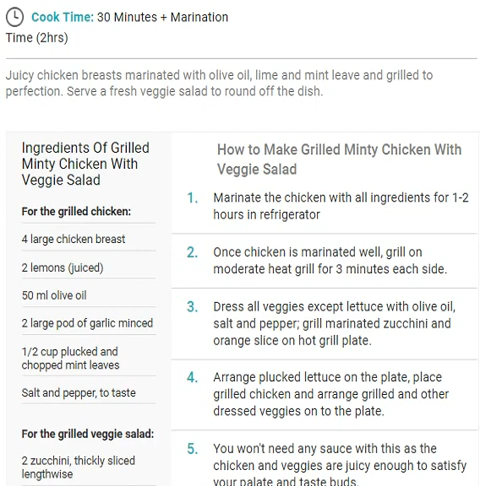 Cook Time: 30 Minutes + Marination
Time (2hrs)
Juicy chicken breasts marinated with olive oil, lime and mint leave and grilled to
perfection. Serve a fresh veggie salad to round off the dish.
Ingredients Of Grilled
Minty Chicken With
Veggie Salad
For the grilled chicken:
4 large chicken breast
2 lemons (juiced)
50 ml olive oil
2 large pod of garlic minced
1/2 cup plucked and
chopped mint leaves
Salt and pepper, to taste
For the grilled veggie salad:
2 zucchini, thickly sliced
lengthwise
How to Make Grilled Minty Chicken With
Veggie Salad
1. Marinate the chicken with all ingredients for 1-2
hours in refrigerator
2. Once chicken is marinated well, grill on
moderate heat grill for 3 minutes each side.
3. Dress all veggies except lettuce with olive oil,
salt and pepper; grill marinated zucchini and
orange slice on hot grill plate.
4. Arrange plucked lettuce on the plate, place
grilled chicken and arrange grilled and other
dressed veggies on to the plate.
5. You won't need any sauce with this as the
chicken and veggies are juicy enough to satisfy
your palate and taste buds.